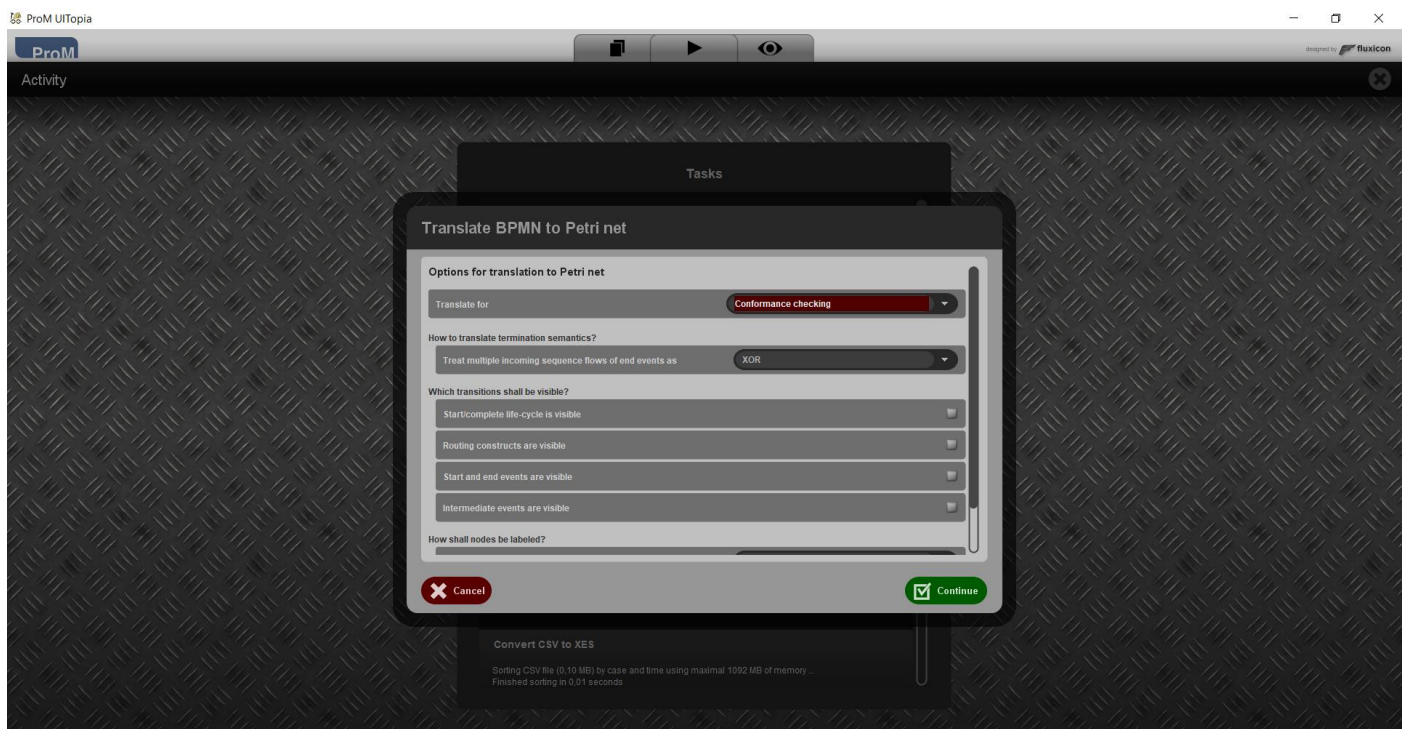 ProM UITopia
ProM
designed by fluxicon
Activity
Tasks
Translate BPMN to Petri net
Options for translation to Petri net
Translate for Conformance checking
How to translate termination semantics?
Treat multiple incoming sequence flows of end events as XOR
Which transitions shall be visible?
Start/complete life-cycle is visible
Routing constructs are visible
Start and end events are visible
Intermediate events are visible
How shall nodes be labeled?
Cancel Continue
Convert CSV to XES
Sorting CSV file (0,10 MB) by case and time using maximal 1092 MB of memory ..
Finished sorting in 0,01 seconds